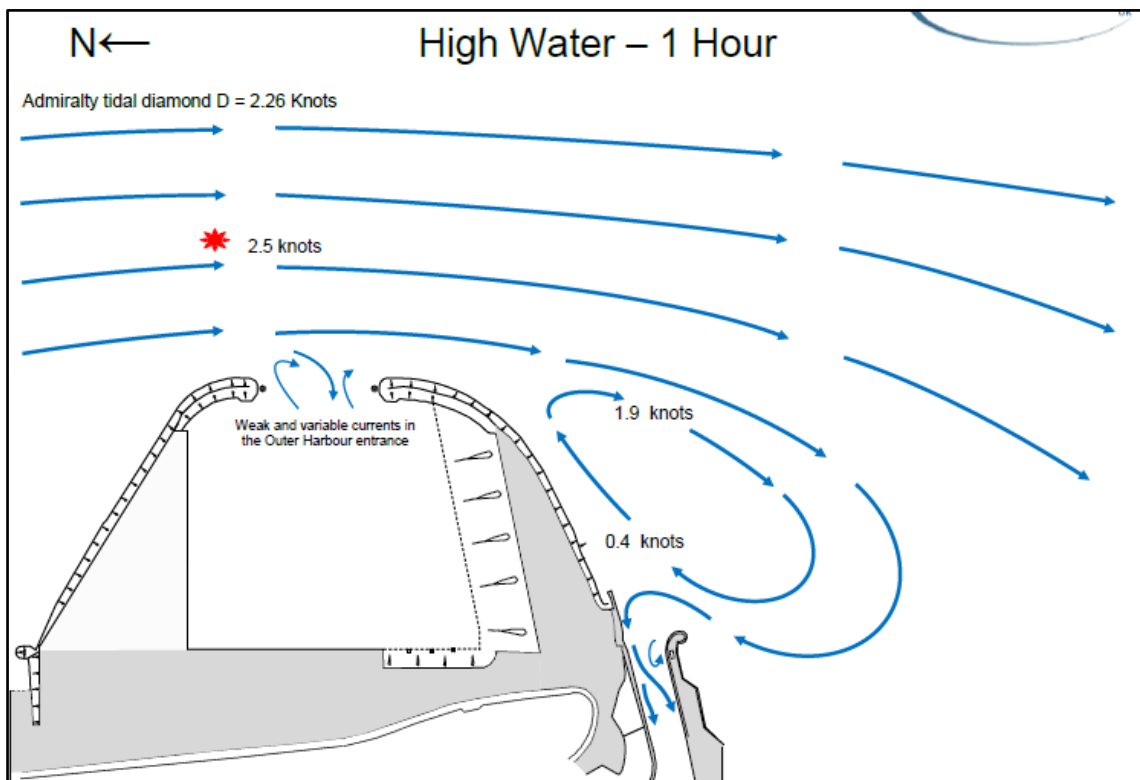 N←
High Water – 1 Hour
Admiralty tidal diamond D = 2.26 Knots
2.5 knots
Weak and variable currents in
the Outer Harbour entrance
1.9 knots
0.4 knots